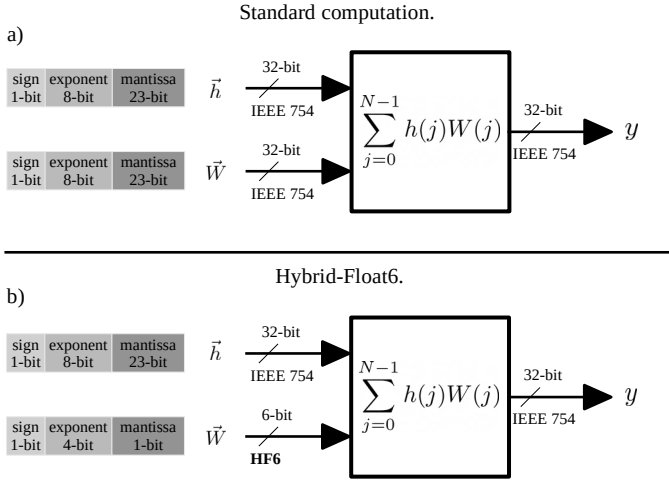 Standard computation.
a)
sign exponent mantissa
1-bit 8-bit 23-bit
h⃗
32-bit
IEEE 754
sign exponent mantissa
1-bit 8-bit 23-bit
W⃗
32-bit
IEEE 754
N−1
∑ h(j)W(j)
j=0
32-bit
IEEE 754
y
Hybrid-Float6.
b)
sign exponent mantissa
1-bit 8-bit 23-bit
h⃗
32-bit
IEEE 754
sign exponent mantissa
1-bit 4-bit 1-bit
W⃗
6-bit
HF6
N−1
∑ h(j)W(j)
j=0
32-bit
IEEE 754
y